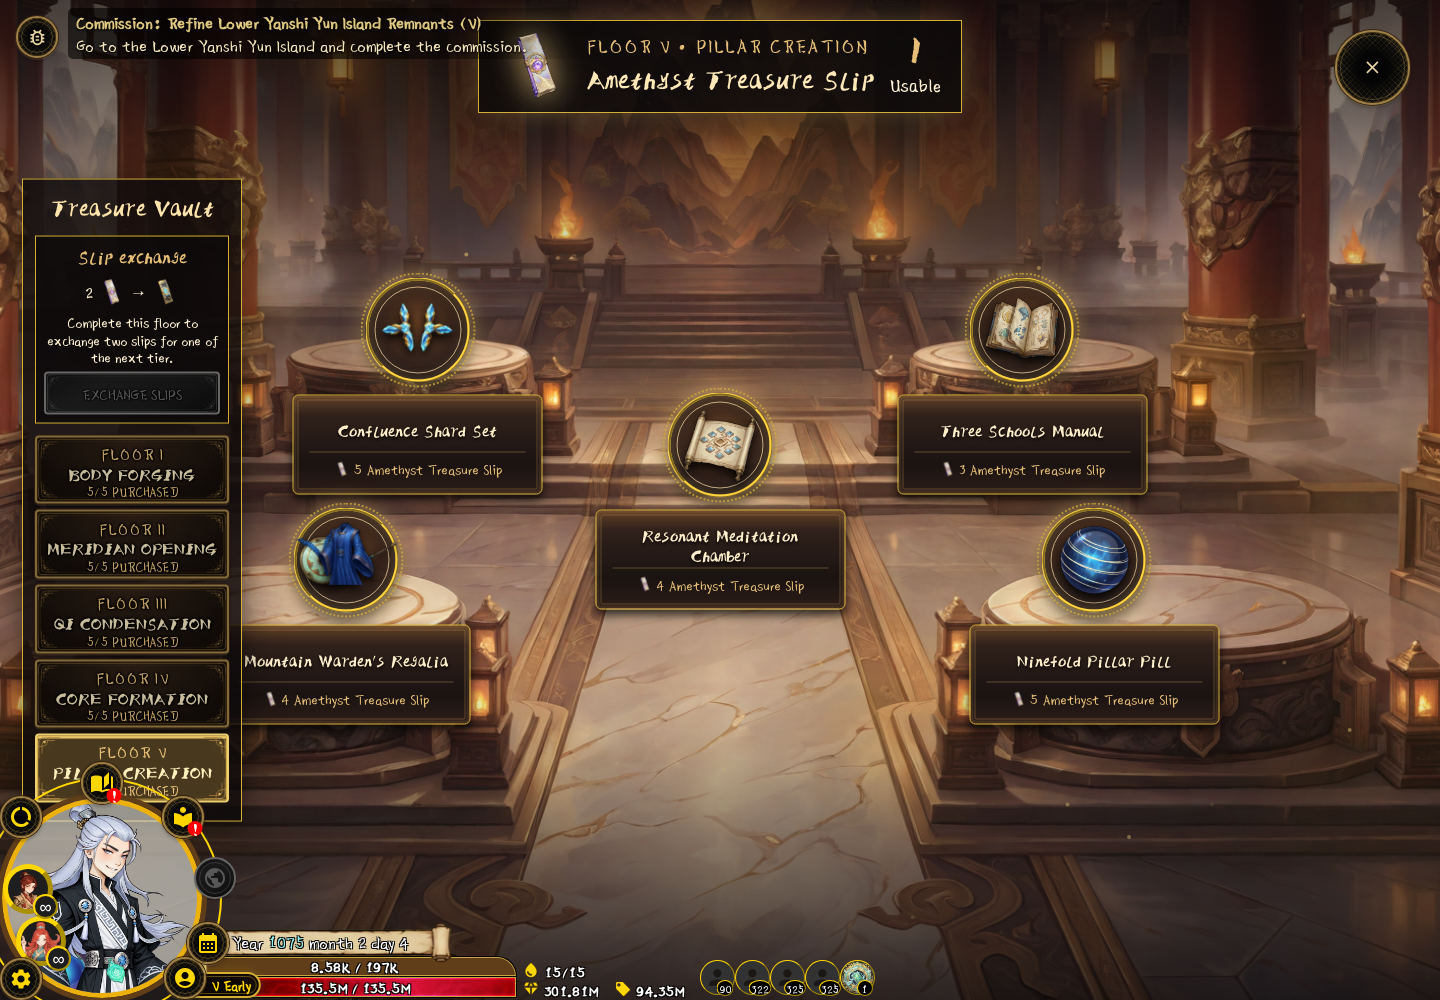 Commission: Refine Lower Yanshi Yun Island Remnants (V)
Go to the Lower Yanshi Yun Island and complete the commission.
FLOOR V • PILLAR CREATION
Amethyst Treasure Slip
1
Usable
Treasure Vault
Slip exchange
2 →
Complete this floor to
exchange two slips for one of
the next tier.
EXCHANGE SLIPS
FLOOR I
BODY FORGING
5/5 PURCHASED
FLOOR II
MERIDIAN OPENING
5/5 PURCHASED
FLOOR III
QI CONDENSATION
5/5 PURCHASED
FLOOR IV
CORE FORMATION
5/5 PURCHASED
FLOOR V
CREATION
Confluence Shard Set
5 Amethyst Treasure Slip
Three Schools Manual
3 Amethyst Treasure Slip
Resonant Meditation
Chamber
4 Amethyst Treasure Slip
Mountain Warden's Regalia
4 Amethyst Treasure Slip
Ninefold Pillar Pill
5 Amethyst Treasure Slip
Year 1075 month 2 day 4
8.58K / 197K
V Early
135.5M / 135.5M
15/15
301.81M
94.35M
90
322
325
325
1